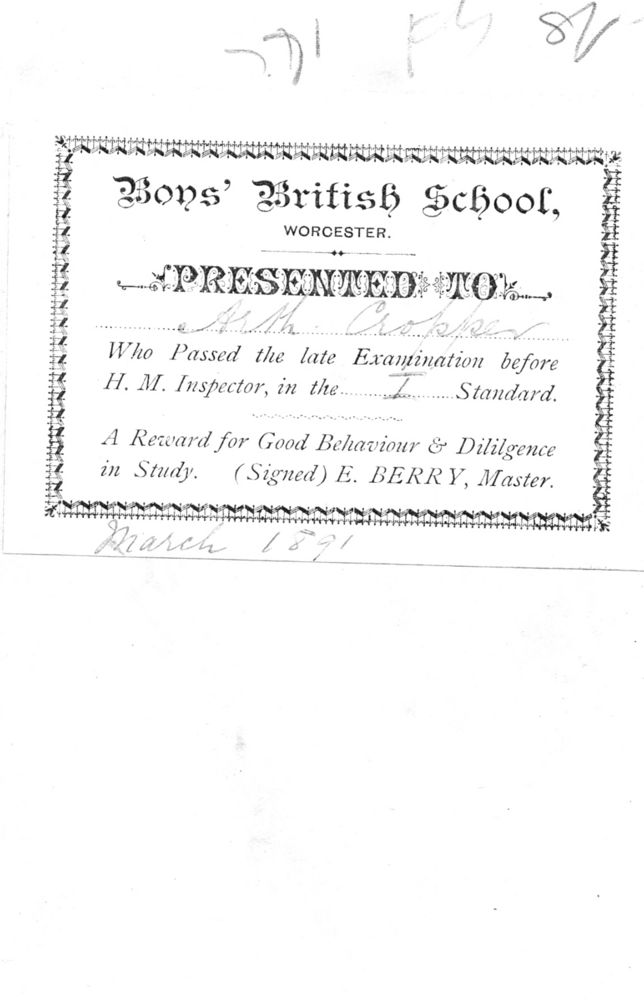 Boys' British School,
WORCESTER.
PRESENTED TO
Arth. Cropper
Who Passed the late Examination before
H. M. Inspector, in the I Standard.
A Reward for Good Behaviour & Dililgence
in Study. (Signed) E. BERRY, Master.
March 1891